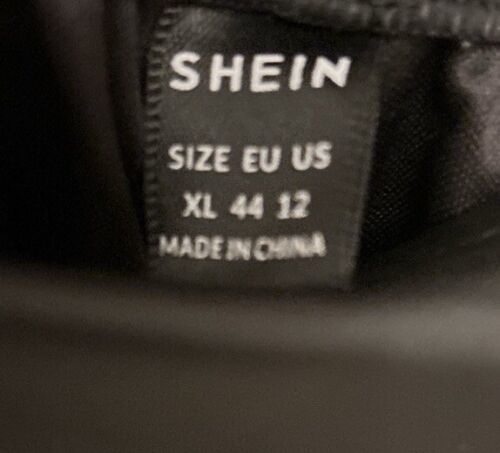 SHEIN
SIZE EU US
XL 44 12
MADE IN CHINA